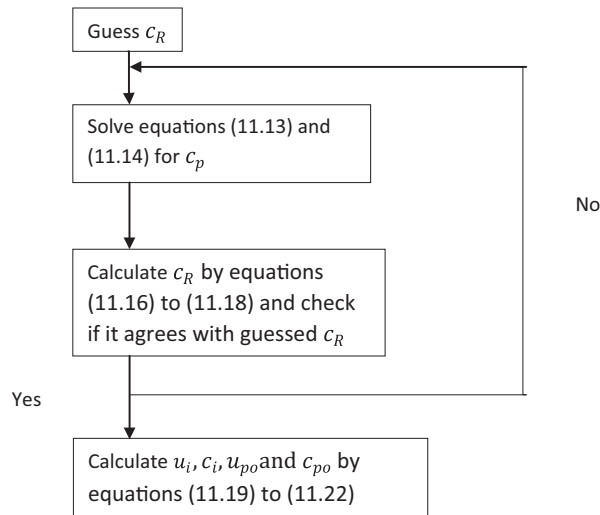 Guess c_R
Solve equations (11.13) and
(11.14) for c_p
No
Calculate c_R by equations
(11.16) to (11.18) and check
if it agrees with guessed c_R
Yes
Calculate u_i, c_i, u_po and c_po by
equations (11.19) to (11.22)